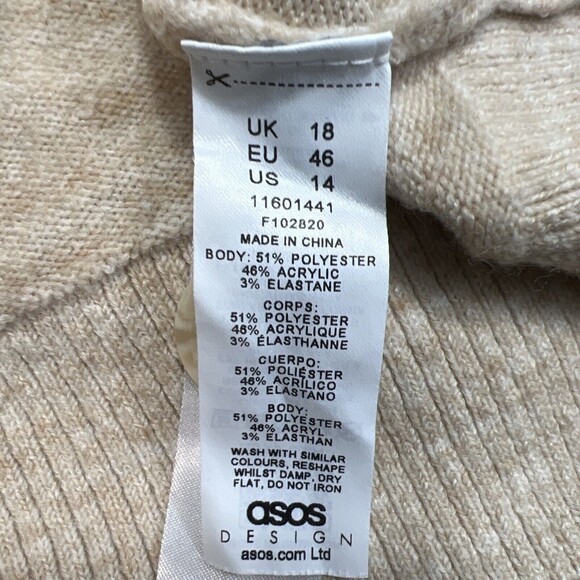 UK 18
EU 46
US 14
11601441
F102820
MADE IN CHINA
BODY: 51% POLYESTER
46% ACRYLIC
3% ELASTANE
CORPS:
51% POLYESTER
46% ACRYLIQUE
3% ÉLASTHANNE
CUERPO:
51% POLIÉSTER
46% ACRÍLICO
3% ELASTANO
BODY:
51% POLYESTER
46% ACRYL
3% ELASTHAN
WASH WITH SIMILAR
COLOURS, RESHAPE
WHILST DAMP, DRY
FLAT, DO NOT IRON
asos
DESIGN
asos.com Ltd